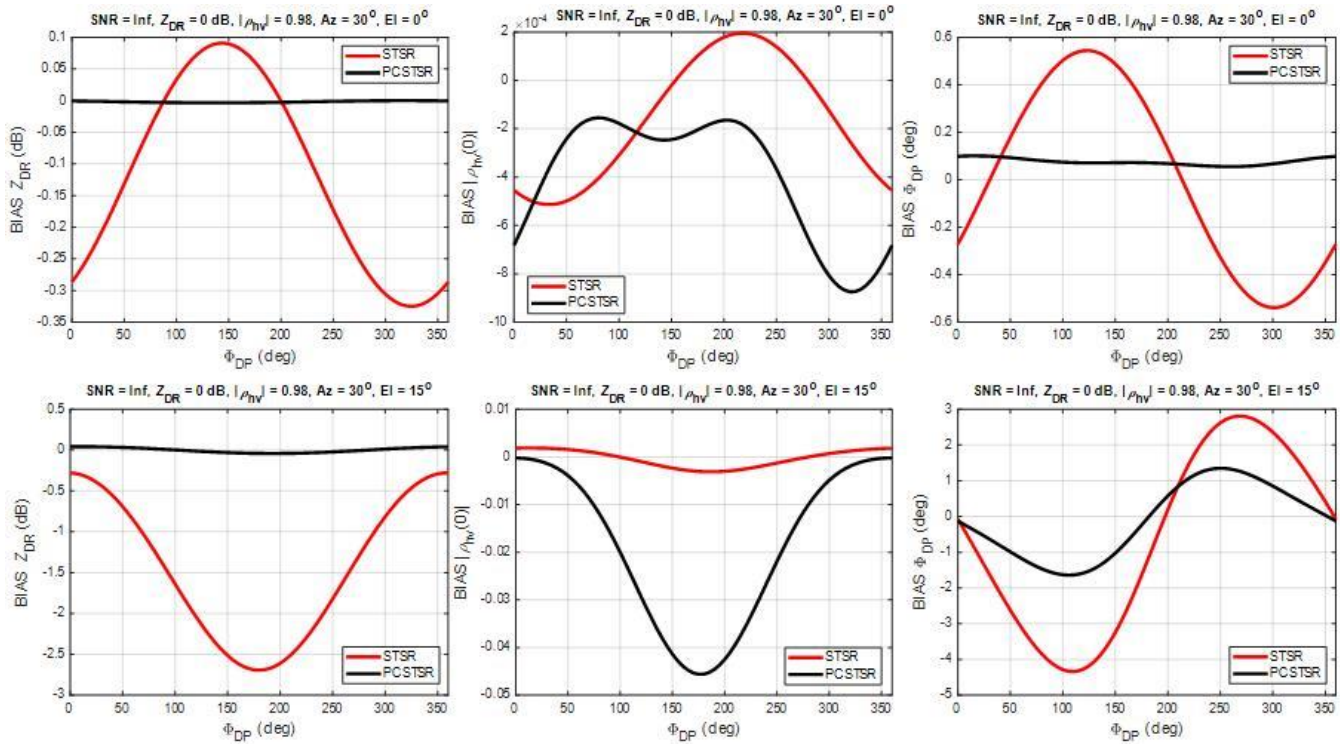 SNR = Inf, Z_DR = 0 dB, |ρ_hv| = 0.98, Az = 30°, El = 0°
0.1
0.05
0
-0.05
-0.1
-0.15
-0.2
-0.25
-0.3
-0.35
BIAS Z_DR (dB)
STSR
PCSTSR
0 50 100 150 200 250 300 350
Φ_DP (deg)
SNR = Inf, Z_DR = 0 dB, |ρ_hv| = 0.98, Az = 30°, El = 0°
×10^-4
2
0
-2
-4
-6
-8
-10
BIAS |ρ_hv(0)|
STSR
PCSTSR
0 50 100 150 200 250 300 350
Φ_DP (deg)
SNR = Inf, Z_DR = 0 dB, |ρ_hv| = 0.98, Az = 30°, El = 0°
0.6
0.4
0.2
0
-0.2
-0.4
-0.6
BIAS Φ_DP (deg)
STSR
PCSTSR
0 50 100 150 200 250 300 350
Φ_DP (deg)
SNR = Inf, Z_DR = 0 dB, |ρ_hv| = 0.98, Az = 30°, El = 15°
0.5
0
-0.5
-1
-1.5
-2
-2.5
-3
BIAS Z_DR (dB)
STSR
PCSTSR
0 50 100 150 200 250 300 350
Φ_DP (deg)
SNR = Inf, Z_DR = 0 dB, |ρ_hv| = 0.98, Az = 30°, El = 15°
0.01
0
-0.01
-0.02
-0.03
-0.04
-0.05
BIAS |ρ_hv(0)|
STSR
PCSTSR
0 50 100 150 200 250 300 350
Φ_DP (deg)
SNR = Inf, Z_DR = 0 dB, |ρ_hv| = 0.98, Az = 30°, El = 15°
3
2
1
0
-1
-2
-3
-4
-5
BIAS Φ_DP (deg)
STSR
PCSTSR
0 50 100 150 200 250 300 350
Φ_DP (deg)